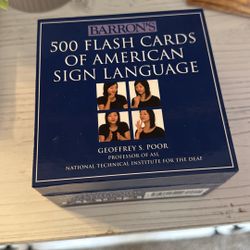 BARRON'S
500 FLASH CARDS
OF AMERICAN
SIGN LANGUAGE
GEOFFREY S. POOR
PROFESSOR OF ASL
NATIONAL TECHNICAL INSTITUTE FOR THE DEAF